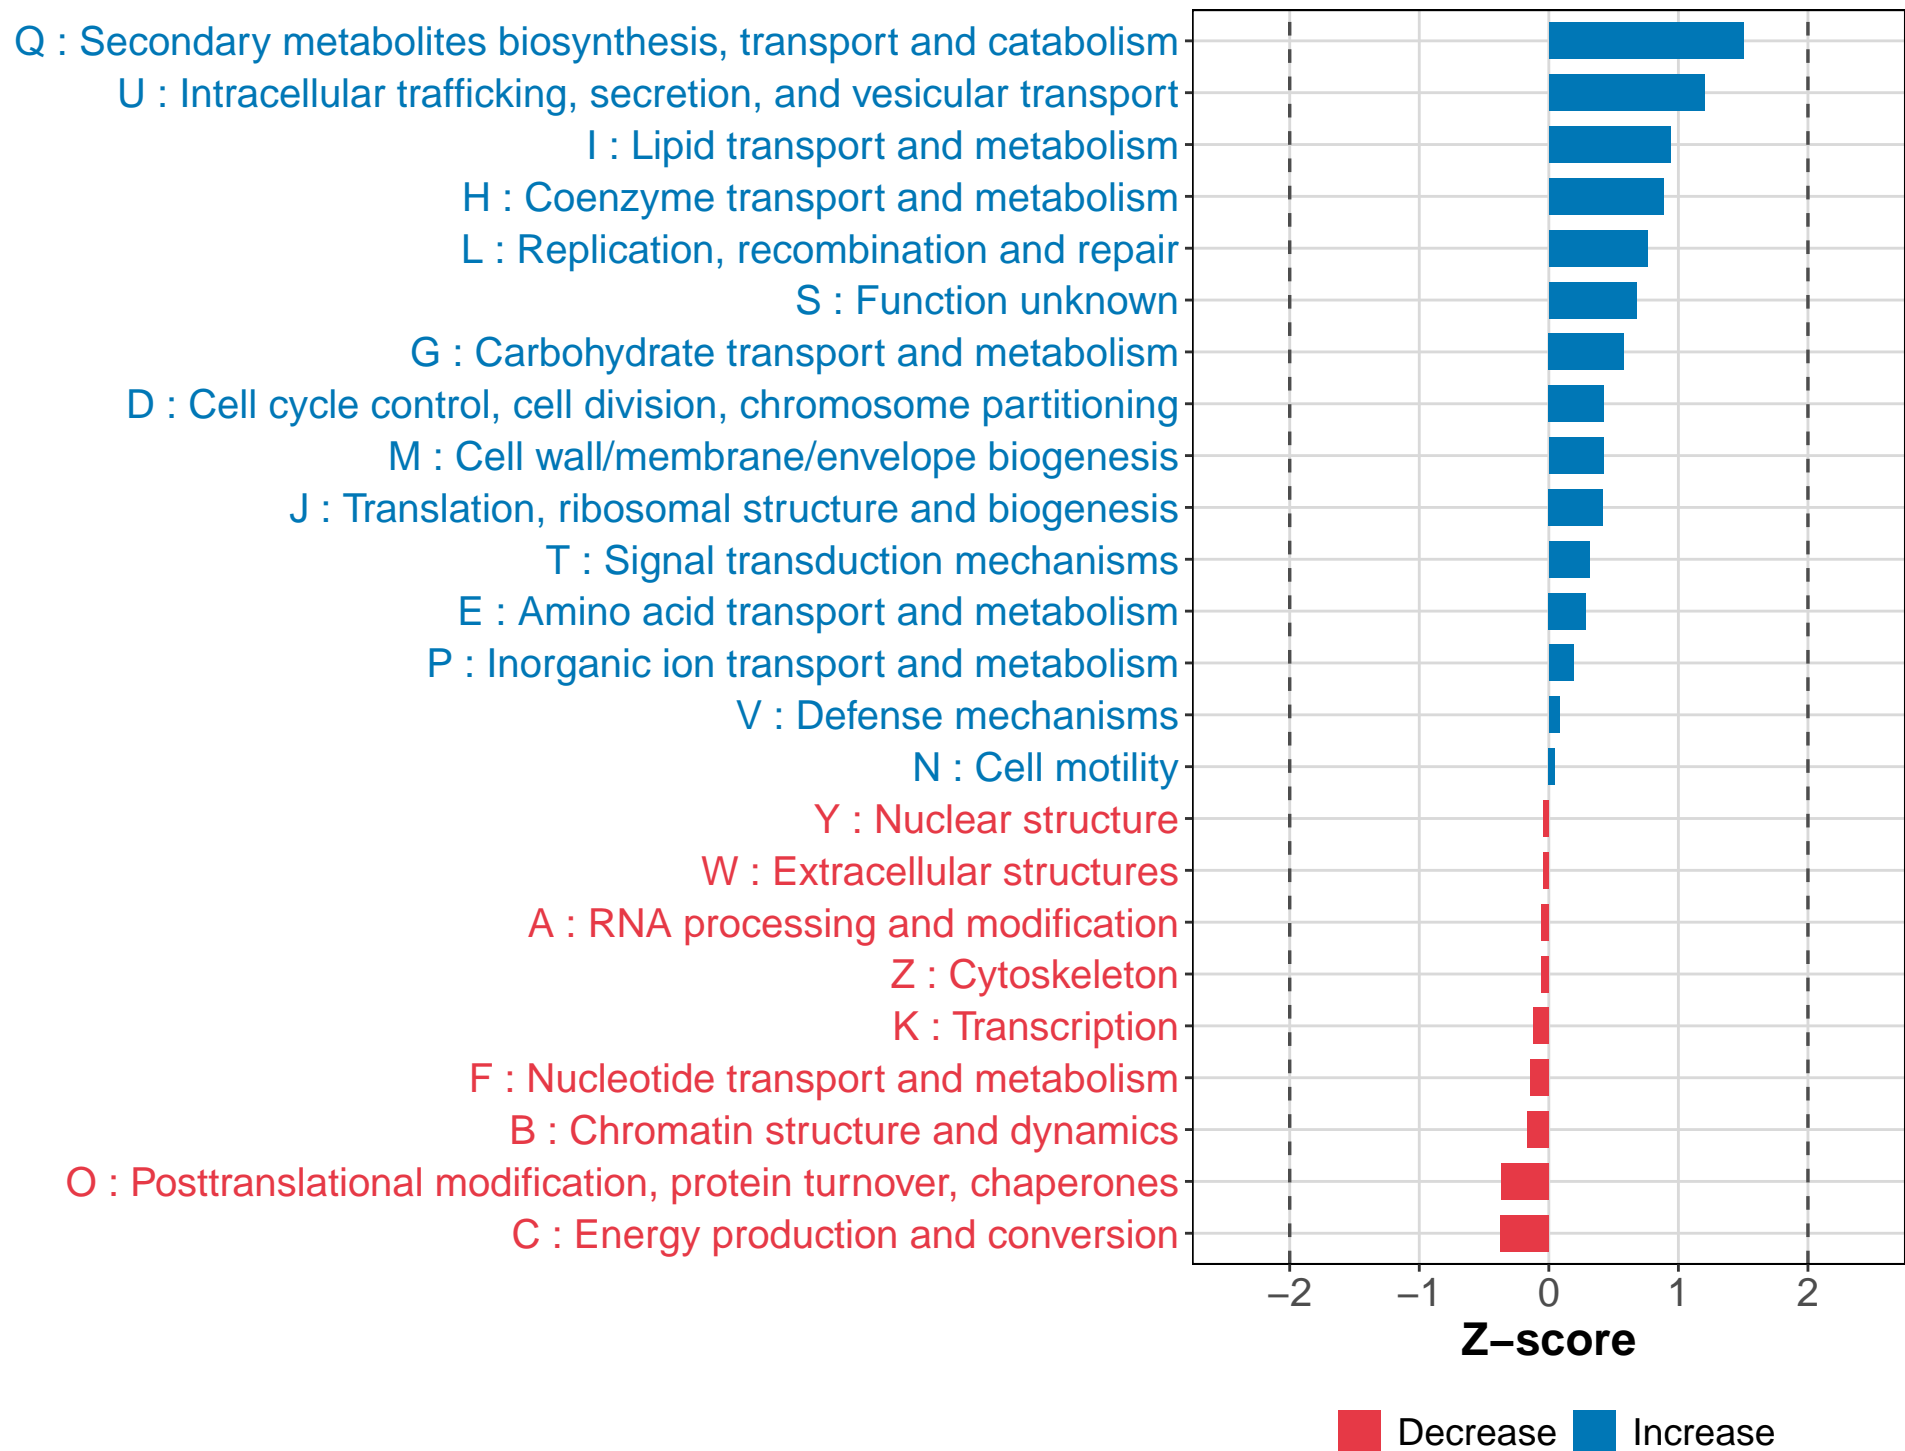 Q : Secondary metabolites biosynthesis, transport and catabolism
U : Intracellular trafficking, secretion, and vesicular transport
I : Lipid transport and metabolism
H : Coenzyme transport and metabolism
L : Replication, recombination and repair
S : Function unknown
G : Carbohydrate transport and metabolism
D : Cell cycle control, cell division, chromosome partitioning
M : Cell wall/membrane/envelope biogenesis
J : Translation, ribosomal structure and biogenesis
T : Signal transduction mechanisms
E : Amino acid transport and metabolism
P : Inorganic ion transport and metabolism
V : Defense mechanisms
N : Cell motility
Y : Nuclear structure
W : Extracellular structures
A : RNA processing and modification
Z : Cytoskeleton
K : Transcription
F : Nucleotide transport and metabolism
B : Chromatin structure and dynamics
O : Posttranslational modification, protein turnover, chaperones
C : Energy production and conversion
−2 −1 0 1 2
Z−score
Decrease Increase